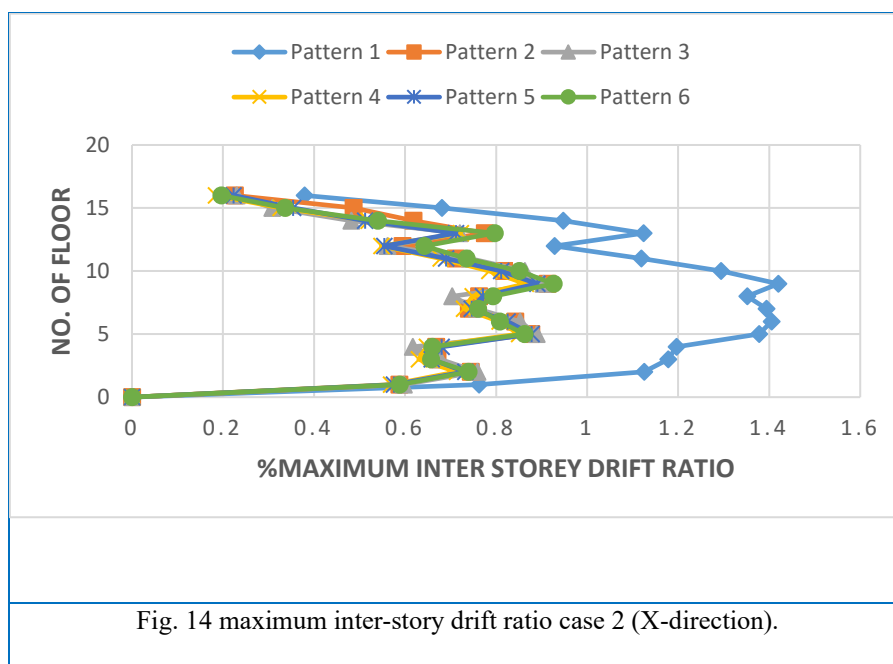 Pattern 1 Pattern 2 Pattern 3
Pattern 4 Pattern 5 Pattern 6
20
15
10
5
0
NO. OF FLOOR
0 0.2 0.4 0.6 0.8 1 1.2 1.4 1.6
%MAXIMUM INTER STOREY DRIFT RATIO
Fig. 14 maximum inter-story drift ratio case 2 (X-direction).